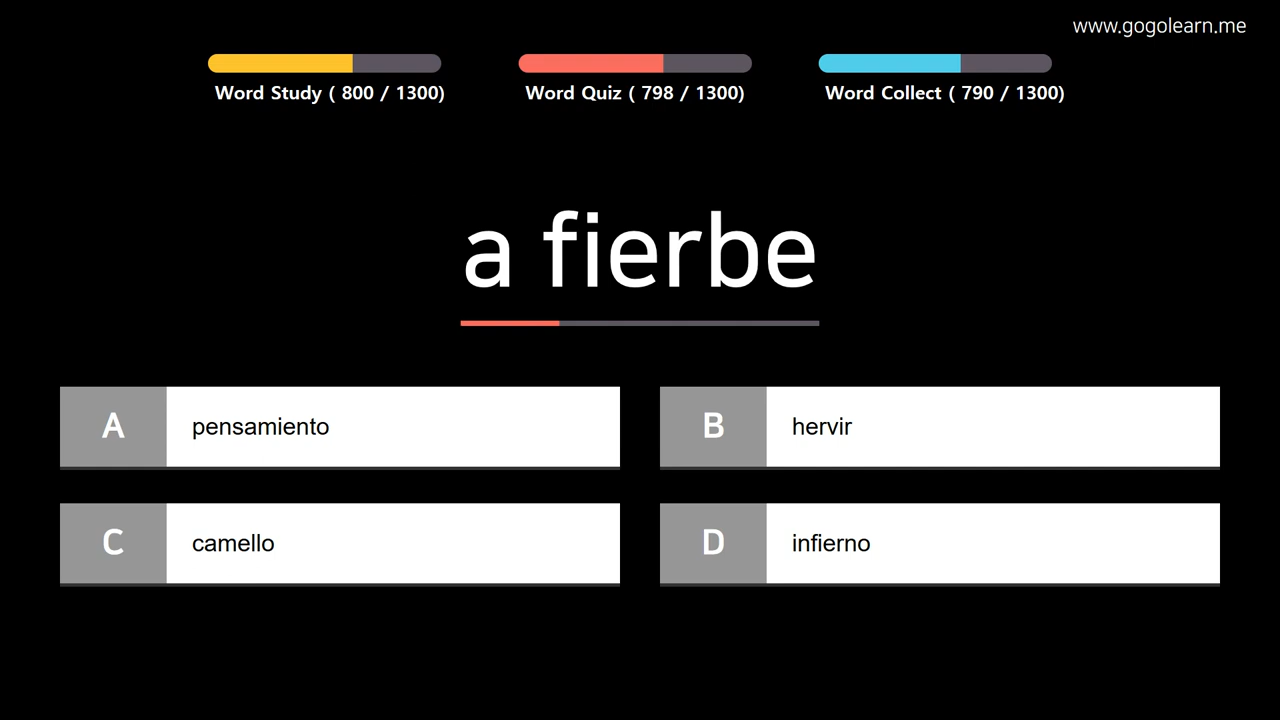 www.gogolearn.me
Word Study ( 800 / 1300)
Word Quiz ( 798 / 1300)
Word Collect ( 790 / 1300)
a fierbe
A pensamiento
B hervir
C camello
D infierno